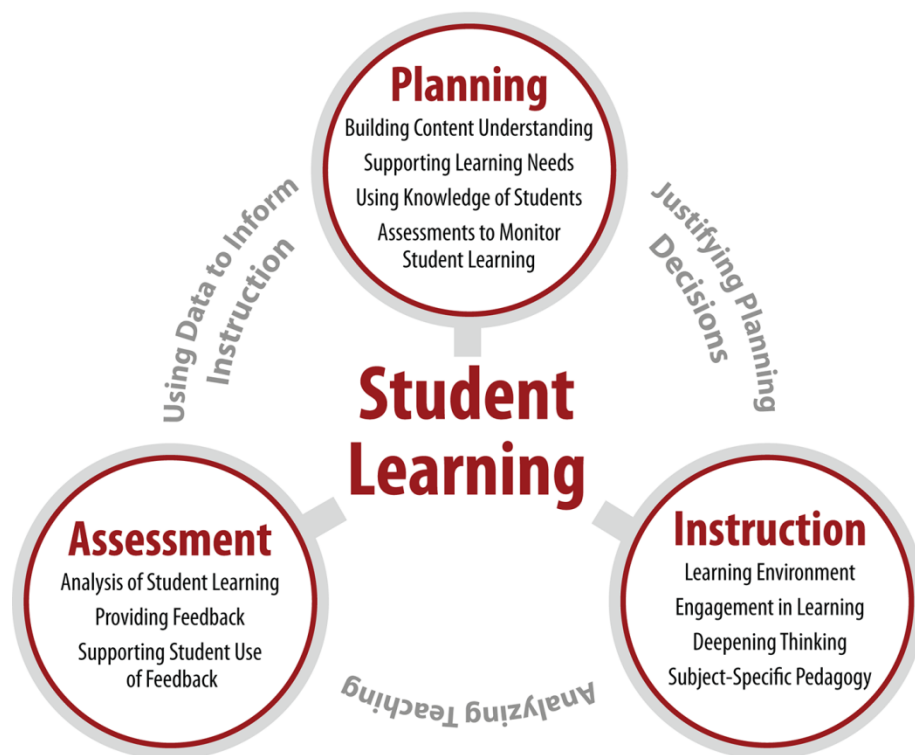 Planning
Building Content Understanding
Supporting Learning Needs
Using Knowledge of Students
Assessments to Monitor
Student Learning
Using Data to Inform
Instruction
Justifying Planning
Decisions
Student
Learning
Assessment
Analysis of Student Learning
Providing Feedback
Supporting Student Use
of Feedback
Instruction
Learning Environment
Engagement in Learning
Deepening Thinking
Subject-Specific Pedagogy
Analyzing Teaching